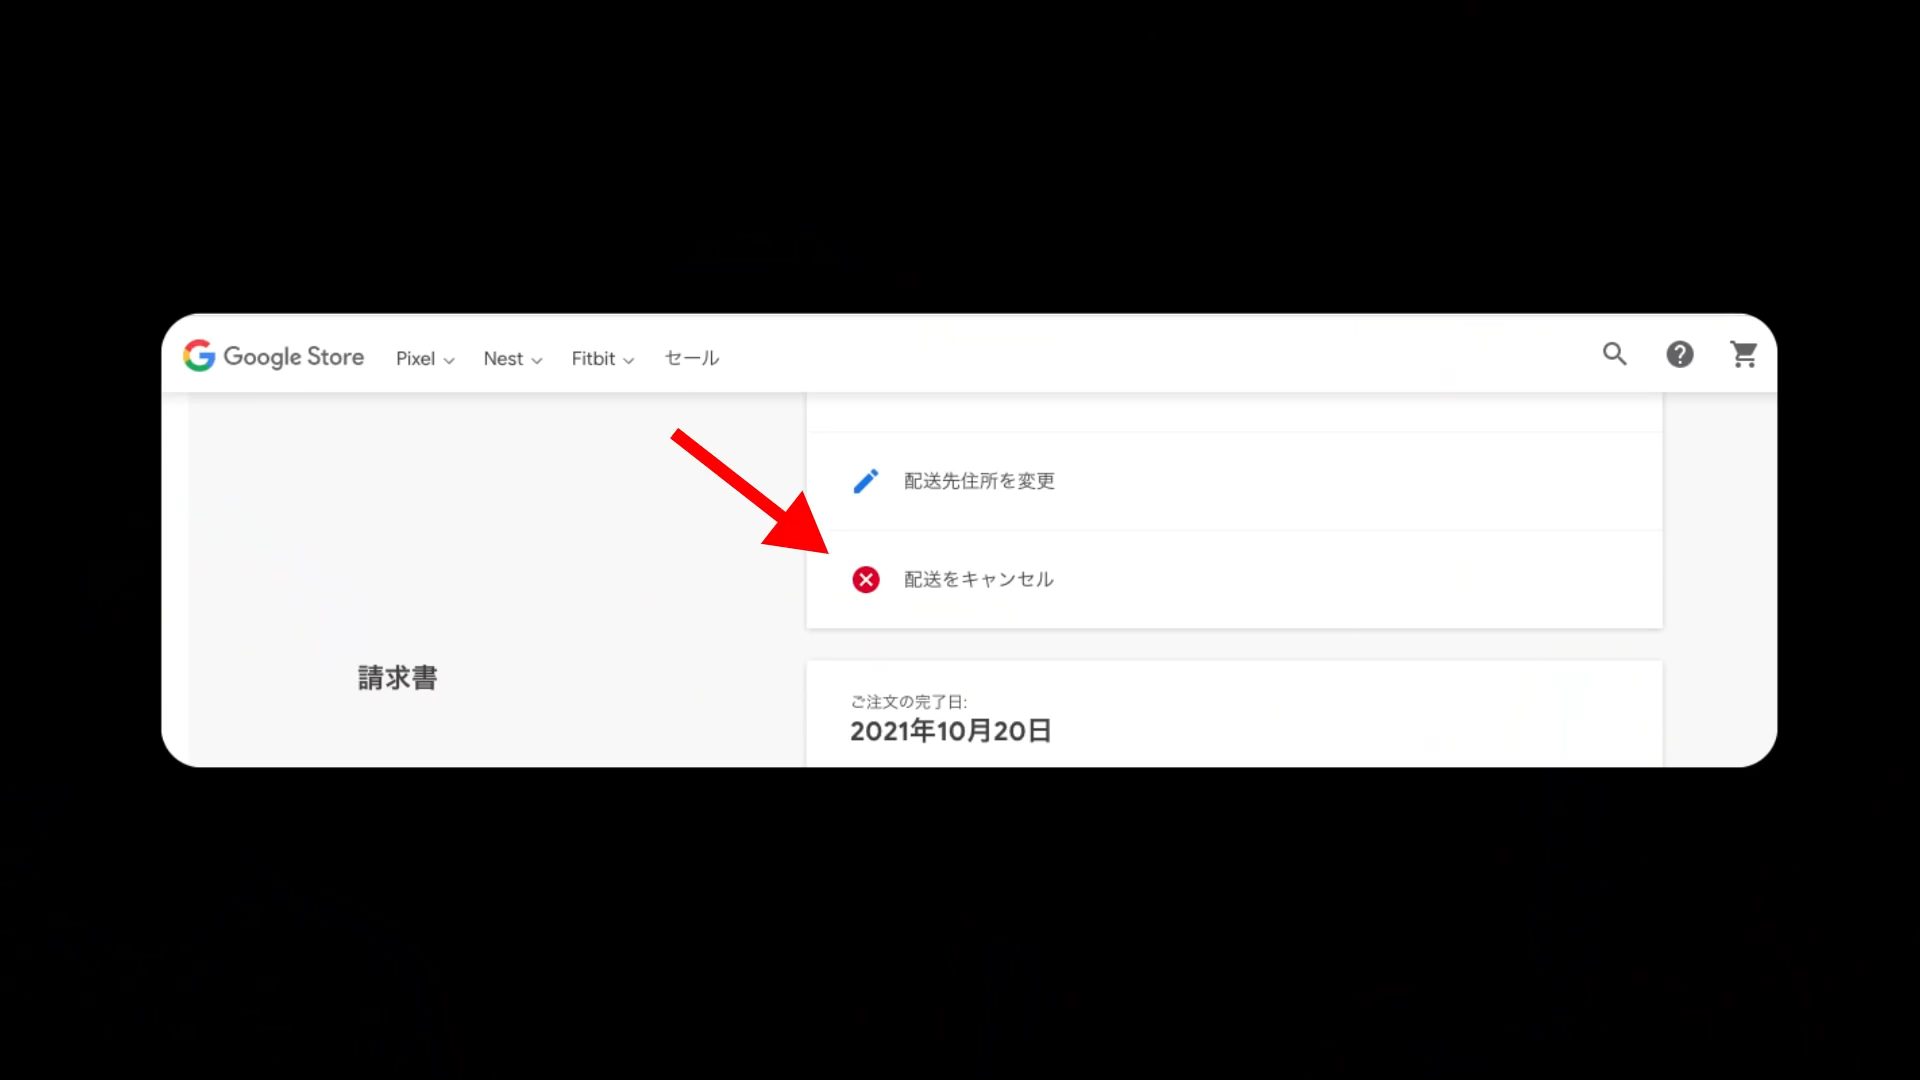 Google Store Pixel Nest Fitbit セール
配送先住所を変更
配送をキャンセル
請求書
ご注文の完了日:
2021年10月20日